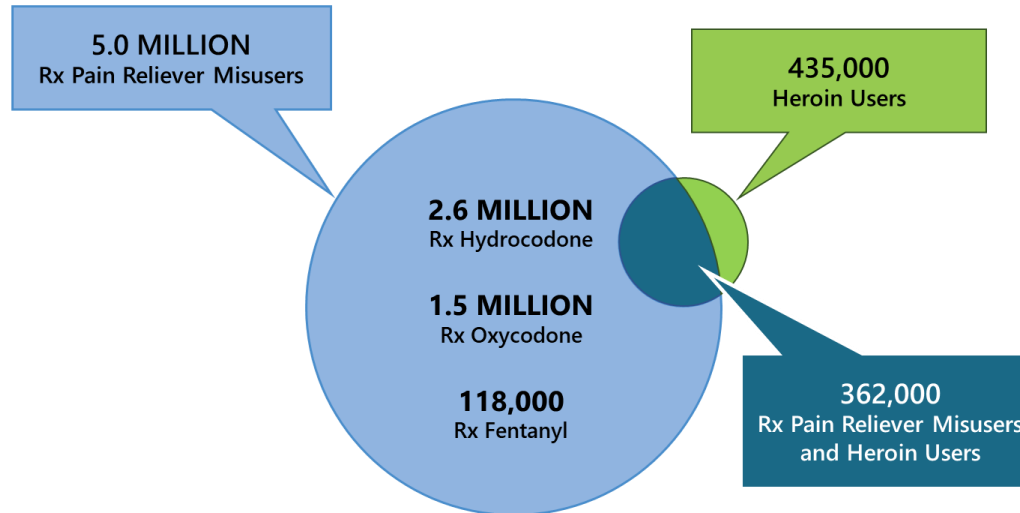 5.0 MILLION
Rx Pain Reliever Misusers
435,000
Heroin Users
2.6 MILLION
Rx Hydrocodone
1.5 MILLION
Rx Oxycodone
118,000
Rx Fentanyl
362,000
Rx Pain Reliever Misusers
and Heroin Users